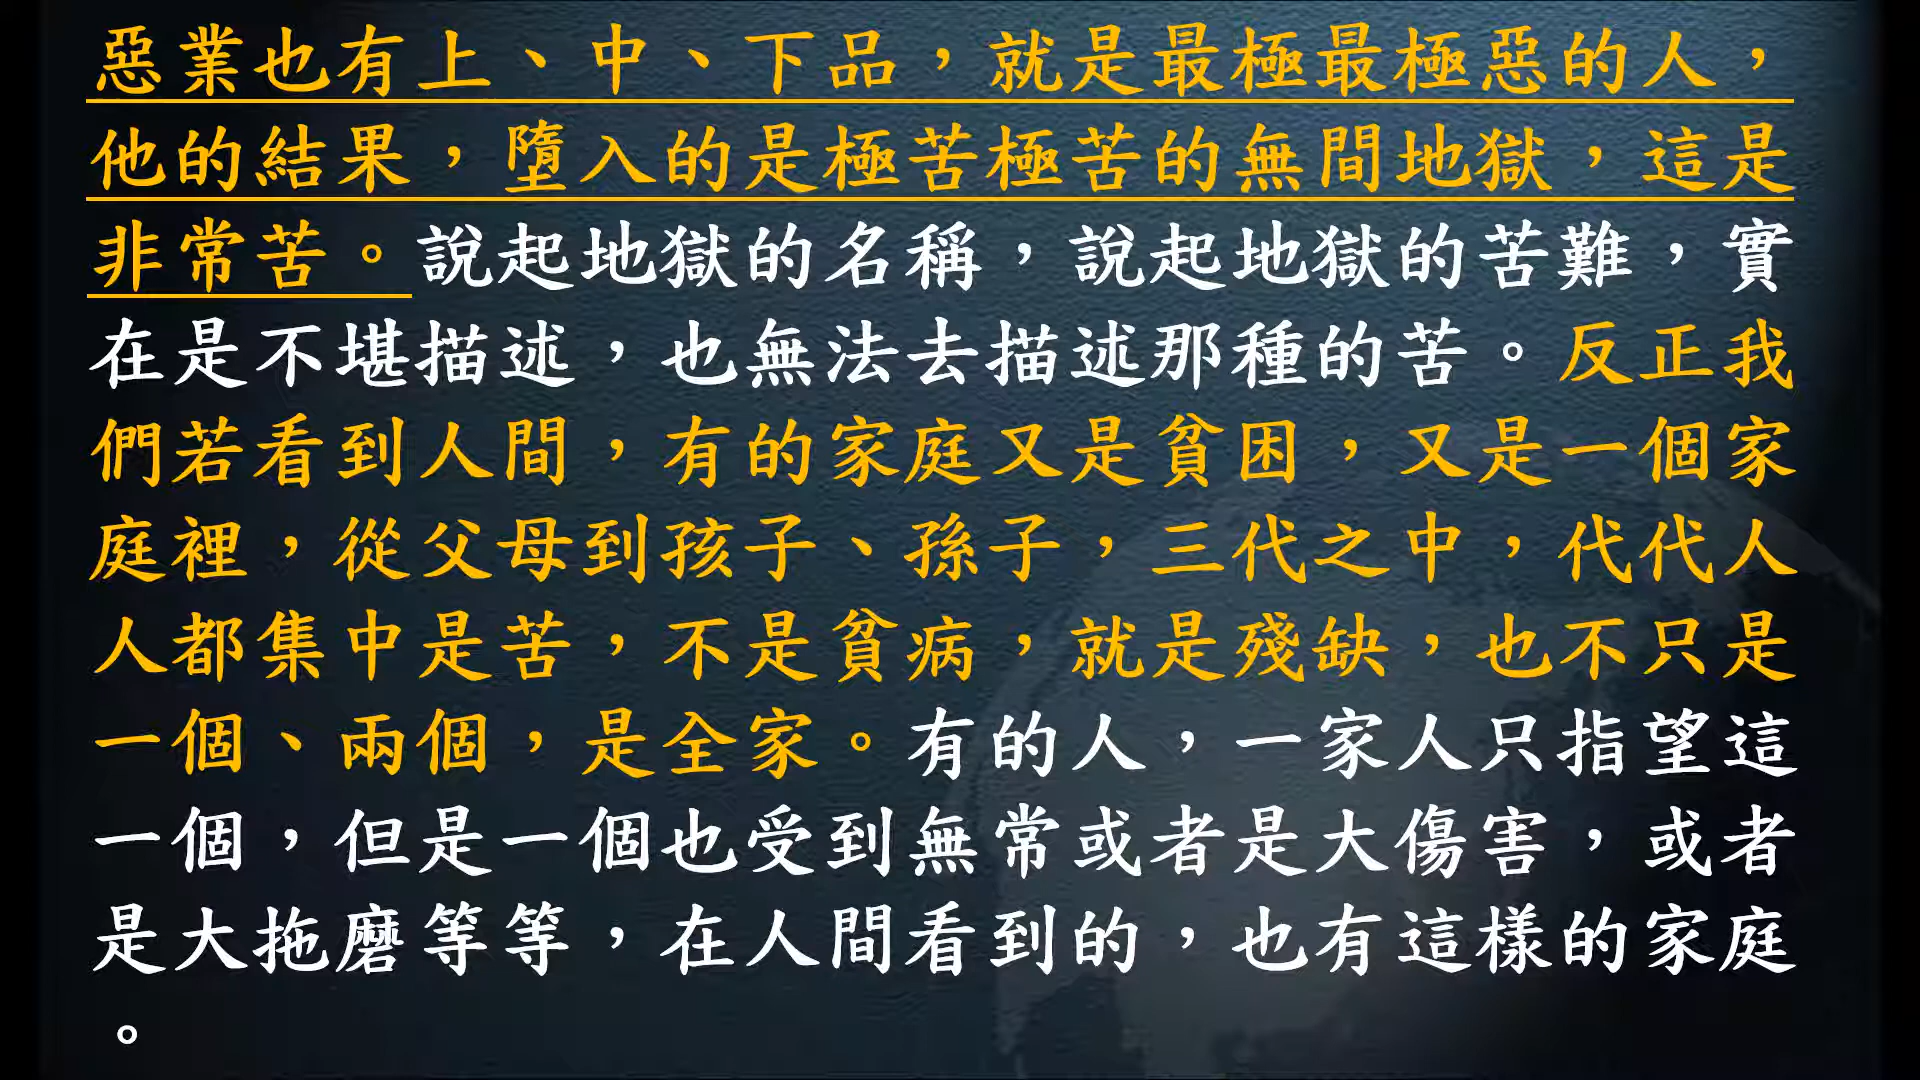 惡業也有上、中、下品，就是最極最極惡的人，
他的結果，墮入的是極苦極苦的無間地獄，這是
非常苦。說起地獄的名稱，說起地獄的苦難，實
在是不堪描述，也無法去描述那種的苦。反正我
們若看到人間，有的家庭又是貧困，又是一個家
庭裡，從父母到孩子、孫子，三代之中，代代人
人都集中是苦，不是貧病，就是殘缺，也不只是
一個、兩個，是全家。有的人，一家人只指望這
一個，但是一個也受到無常或者是大傷害，或者
是大拖磨等等，在人間看到的，也有這樣的家庭
。